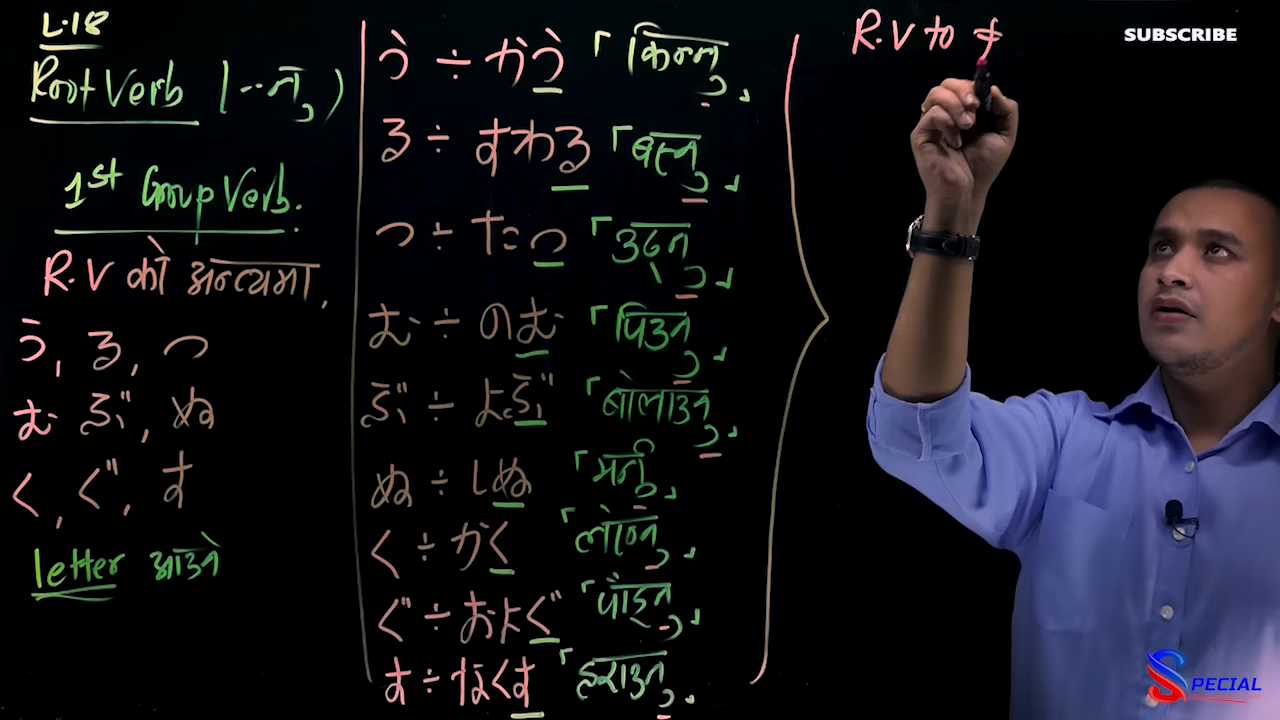 L.18
Root Verb (...नु)
1st Group Verb.
R.V को अन्त्यमा,
う, る, つ
む ぶ, ぬ
く, ぐ, す
letter आउने
う ÷ かう 「किन्नु」
る ÷ すわる 「बस्नु」
つ ÷ たつ 「उठ्नु」
む ÷ のむ 「पिउनु」
ぶ ÷ よぶ 「बोलाउनु」
ぬ ÷ しぬ 「मर्नु」
く ÷ かく 「लेख्नु」
ぐ ÷ およぐ 「पौडनु」
す ÷ なくす 「हराउनु」
R.V to
SUBSCRIBE
SPECIAL